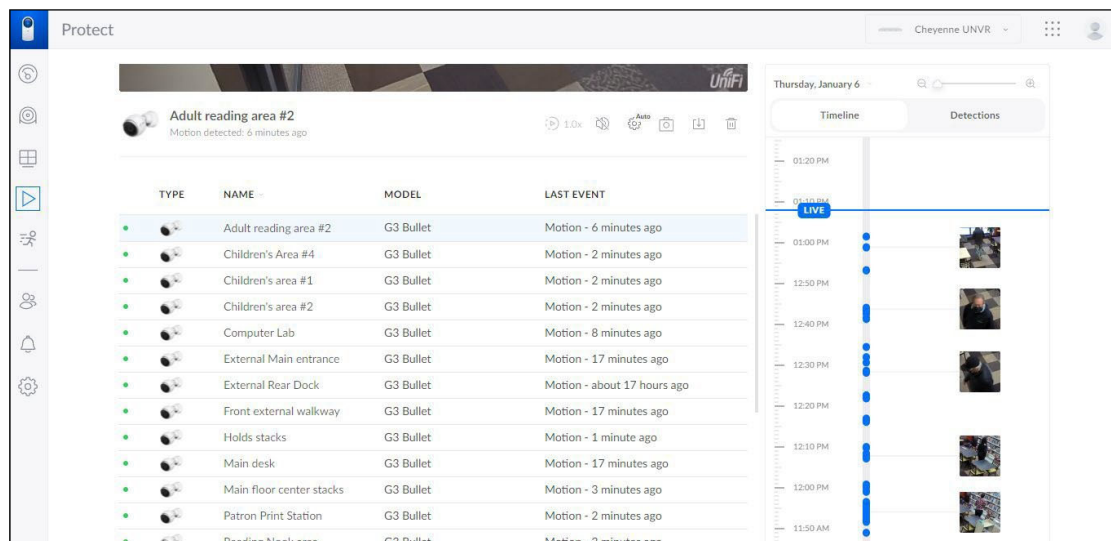 Protect
Cheyenne UNVR
UniFi
Adult reading area #2
Motion detected: 6 minutes ago
1.0x
Auto
TYPE NAME MODEL LAST EVENT
Adult reading area #2 G3 Bullet Motion - 6 minutes ago
Children's Area #4 G3 Bullet Motion - 2 minutes ago
Children's area #1 G3 Bullet Motion - 2 minutes ago
Children's area #2 G3 Bullet Motion - 2 minutes ago
Computer Lab G3 Bullet Motion - 8 minutes ago
External Main entrance G3 Bullet Motion - 17 minutes ago
External Rear Dock G3 Bullet Motion - about 17 hours ago
Front external walkway G3 Bullet Motion - 17 minutes ago
Holds stacks G3 Bullet Motion - 1 minute ago
Main desk G3 Bullet Motion - 17 minutes ago
Main floor center stacks G3 Bullet Motion - 3 minutes ago
Patron Print Station G3 Bullet Motion - 2 minutes ago
Thursday, January 6
Timeline Detections
01:20 PM
01:10 PM
LIVE
01:00 PM
12:50 PM
12:40 PM
12:30 PM
12:20 PM
12:10 PM
12:00 PM
11:50 AM